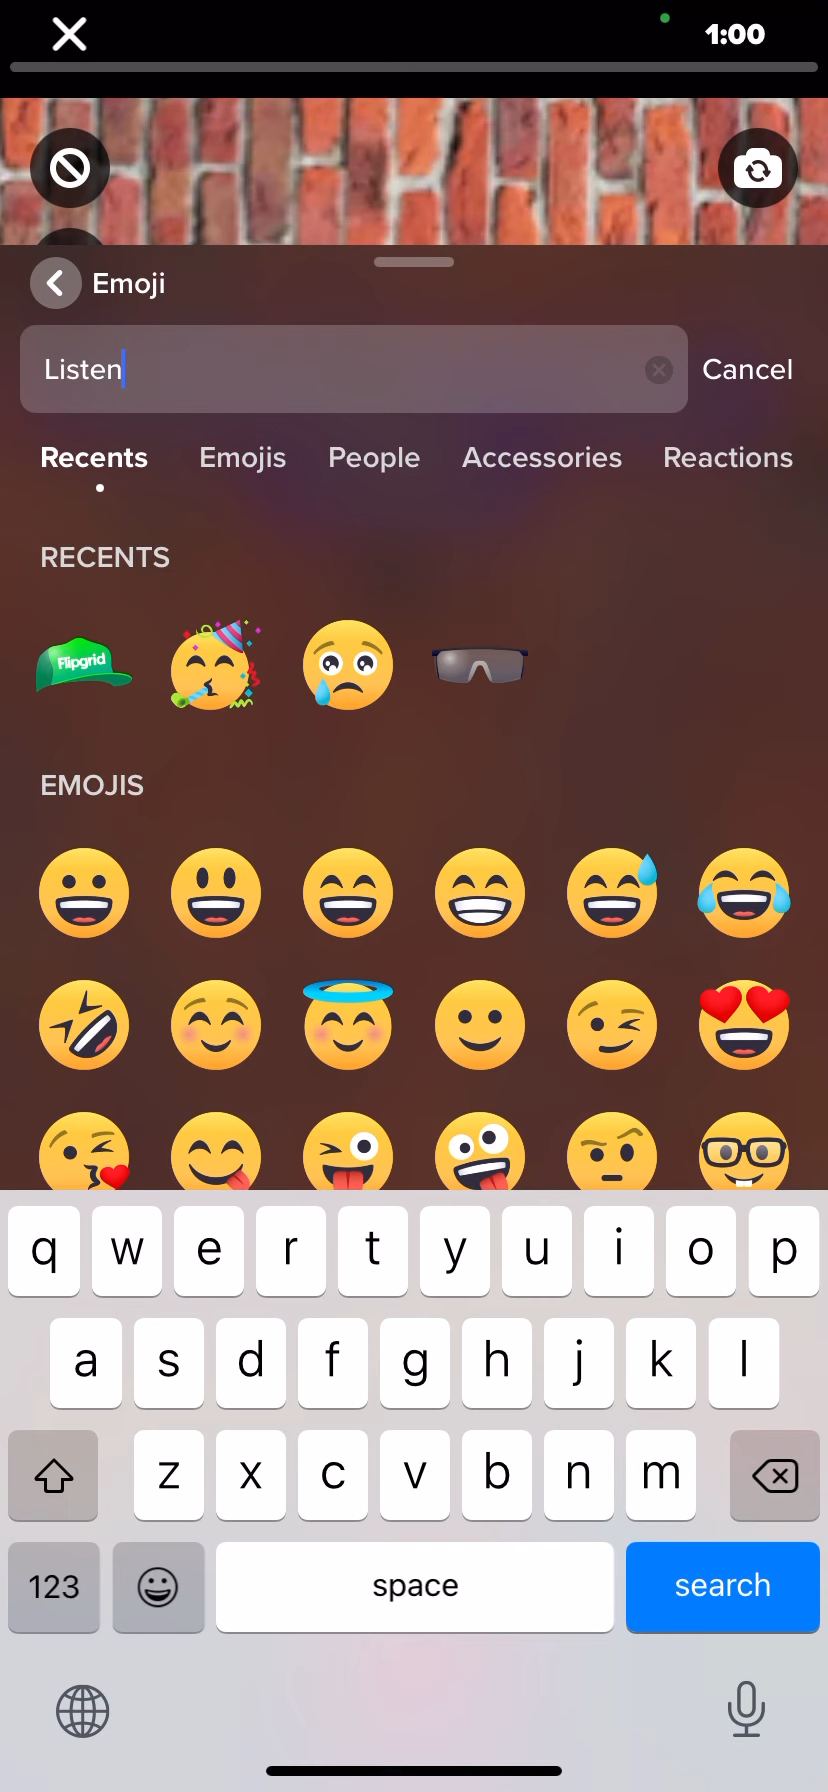 1:00
Emoji
Listen
Cancel
Recents Emojis People Accessories Reactions
RECENTS
Flipgrid
EMOJIS
q w e r t y u i o p
a s d f g h j k l
z x c v b n m
123 space search